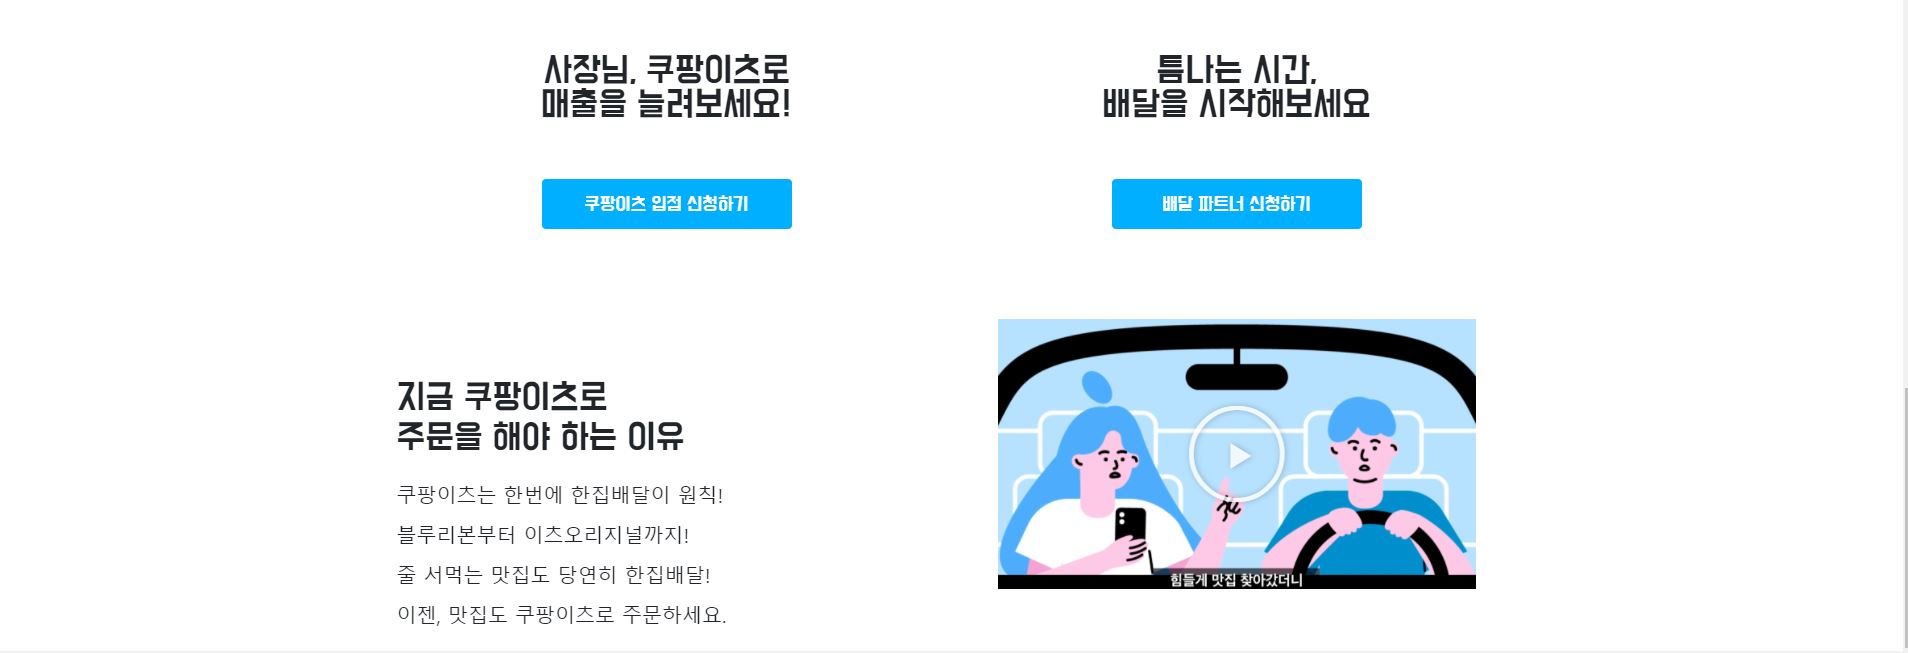 사장님, 쿠팡이츠로
매출을 늘려보세요!
쿠팡이츠 입점 신청하기
틈나는 시간,
배달을 시작해보세요
배달 파트너 신청하기
지금 쿠팡이츠로
주문을 해야 하는 이유
쿠팡이츠는 한번에 한집배달이 원칙!
블루리본부터 이츠오리지널까지!
줄 서먹는 맛집도 당연히 한집배달!
이젠, 맛집도 쿠팡이츠로 주문하세요.
힘들게 맛집 찾아갔더니